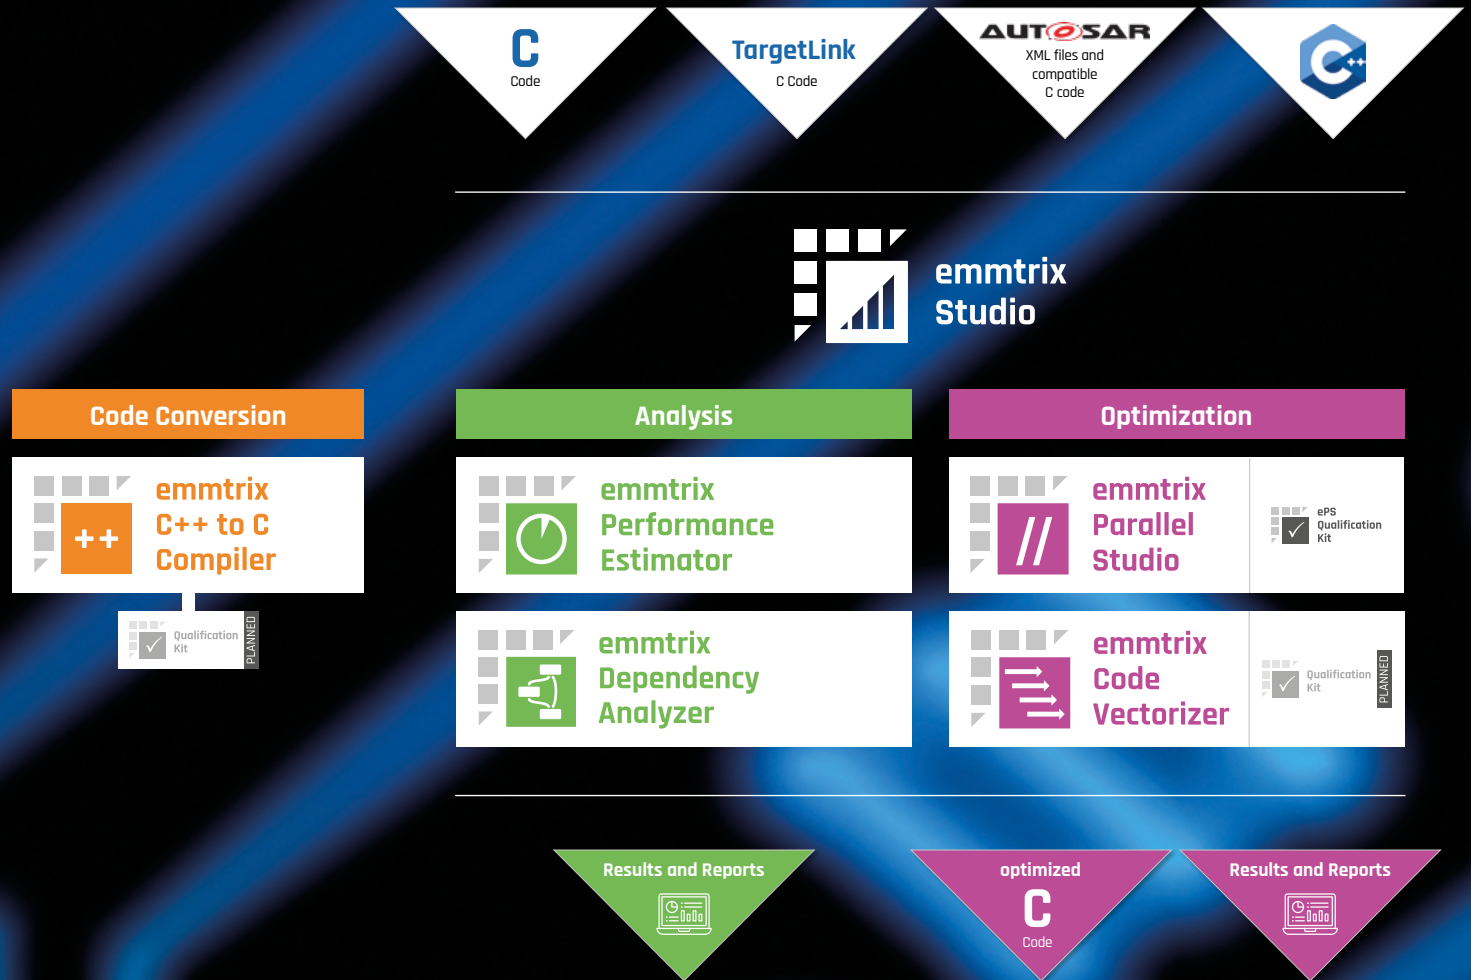 C
Code
TargetLink
C Code
AUTOSAR
XML files and
compatible
C code
C++
emmtrix
Studio
Code Conversion
Analysis
Optimization
++
emmtrix
C++ to C
Compiler
Qualification
Kit
PLANNED
emmtrix
Performance
Estimator
emmtrix
Dependency
Analyzer
//
emmtrix
Parallel
Studio
ePS
Qualification
Kit
emmtrix
Code
Vectorizer
Qualification
Kit
PLANNED
Results and Reports
optimized
C
Code
Results and Reports